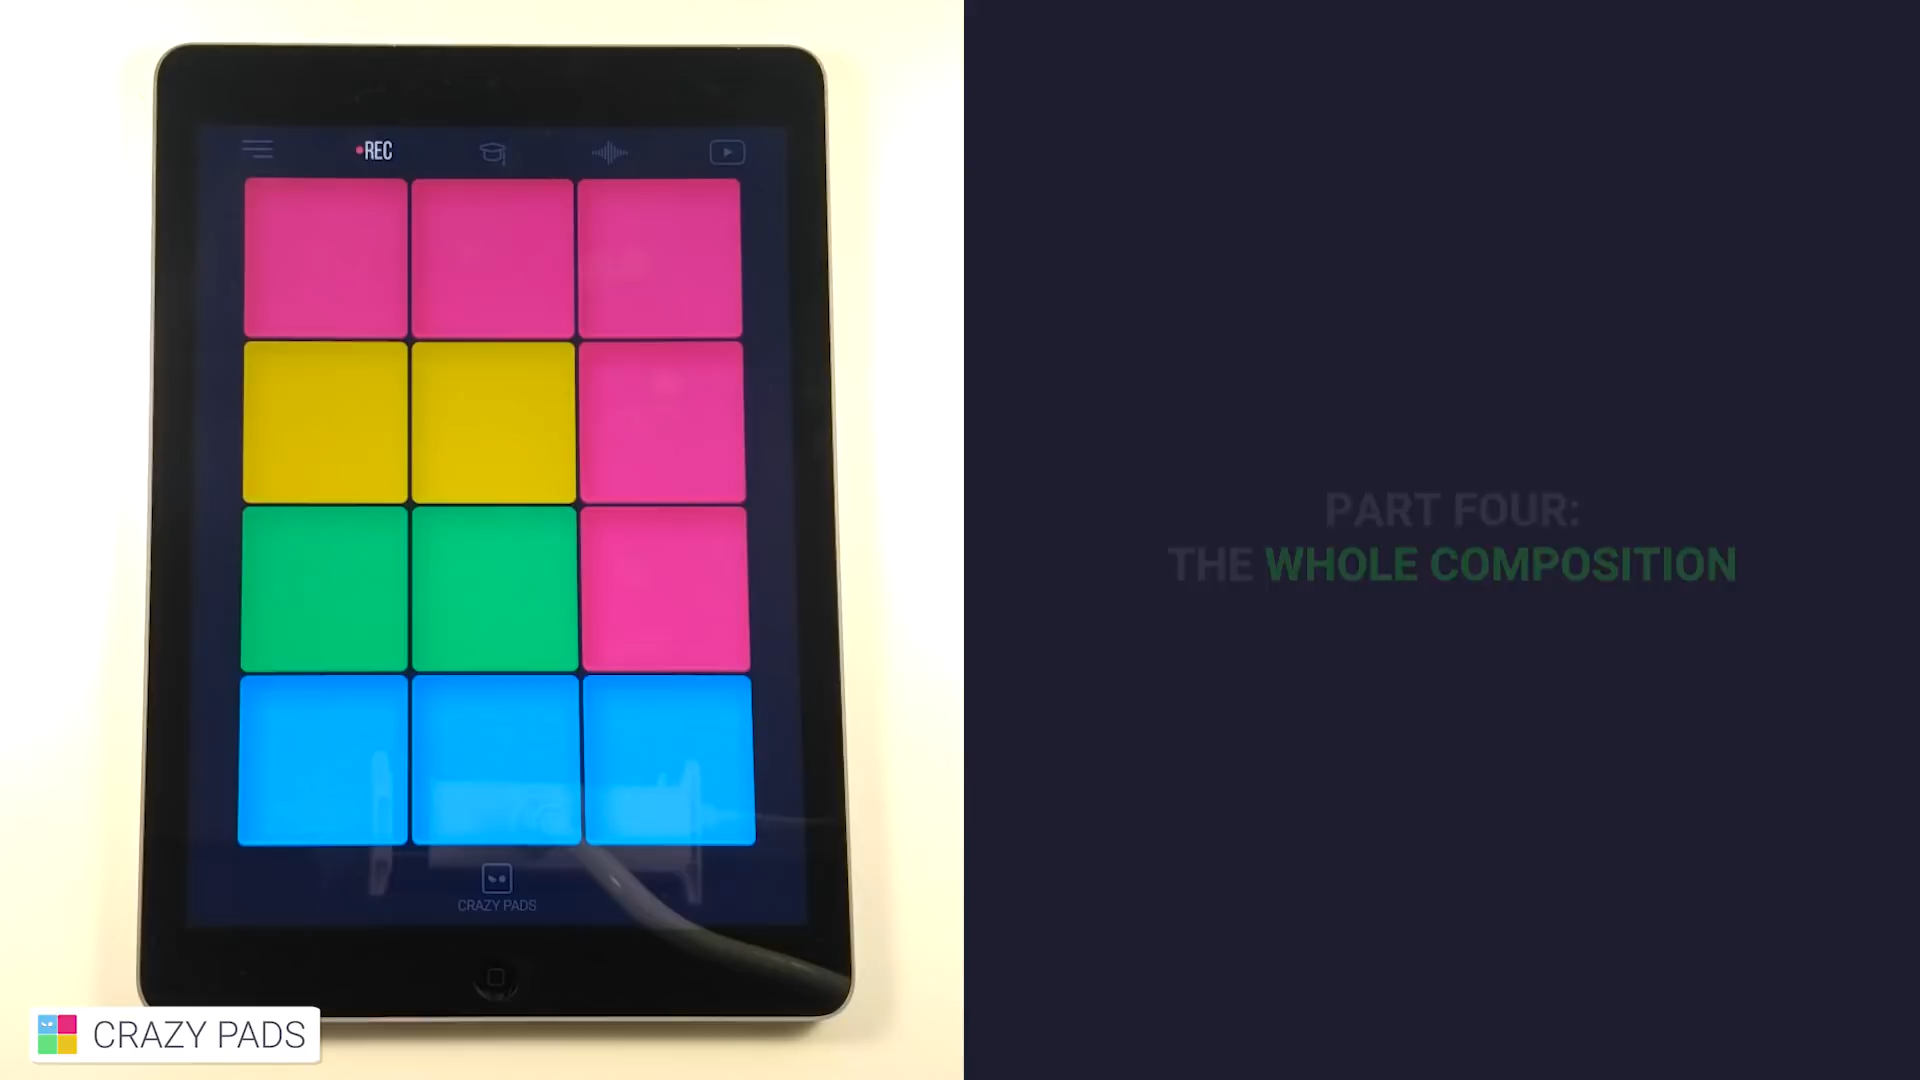 REC
CRAZY PADS
CRAZY PADS
PART FOUR:
THE WHOLE COMPOSITION